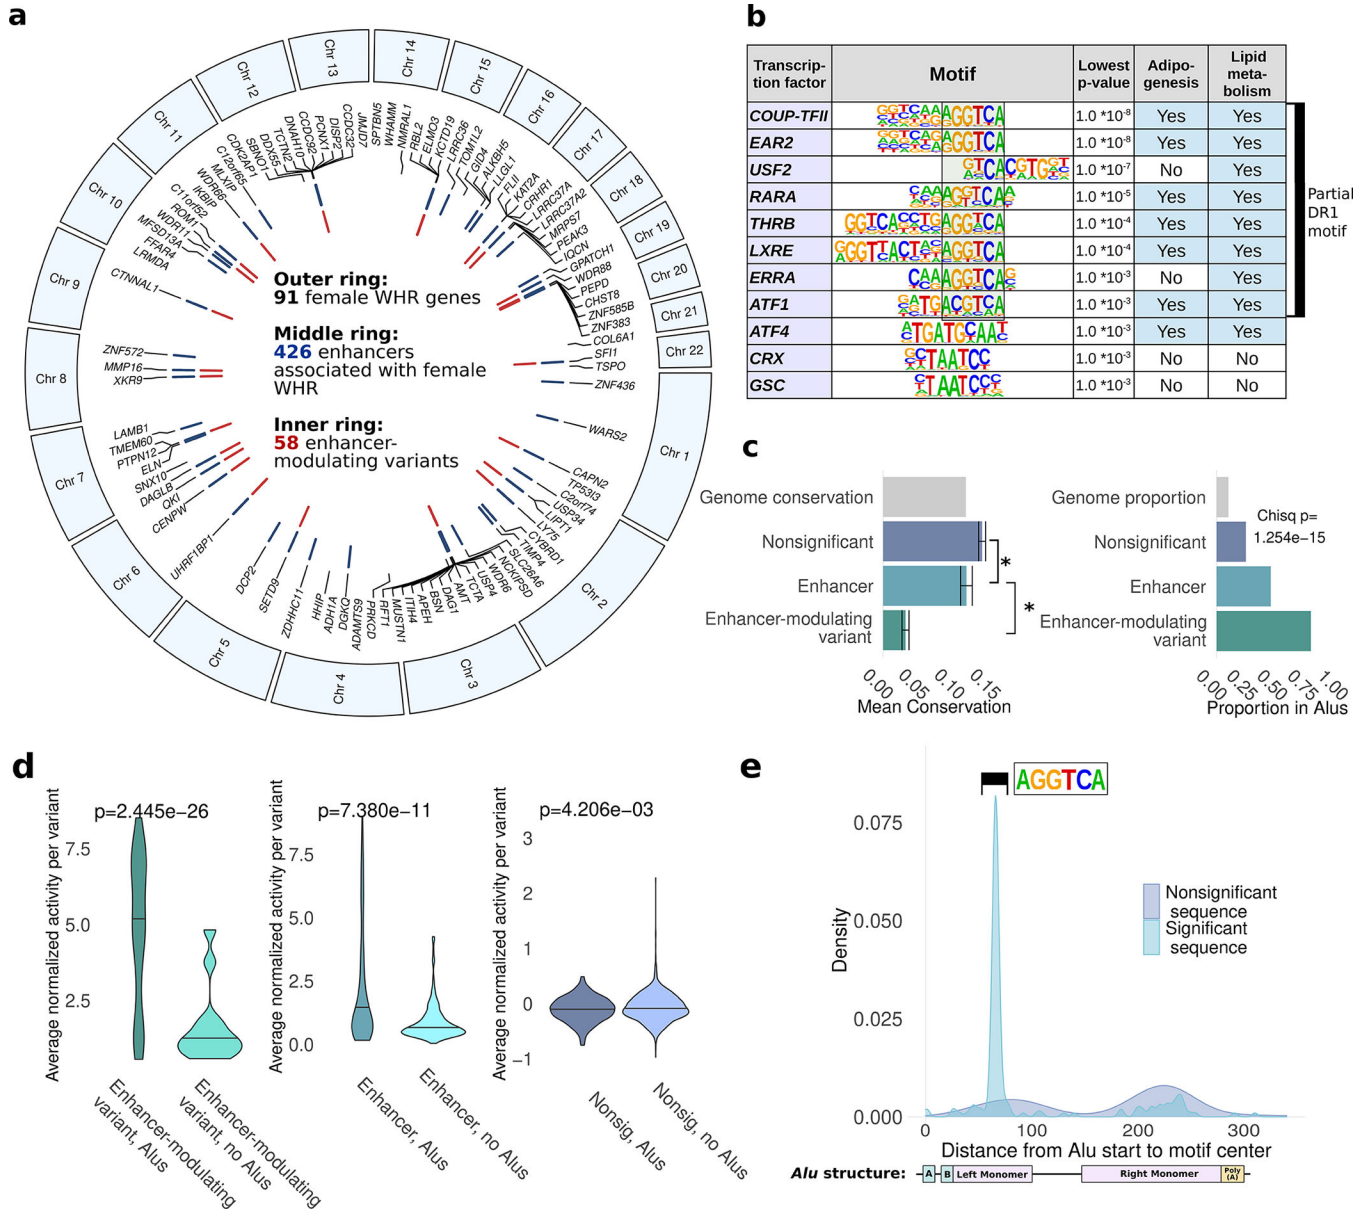 a
Chr 1
Chr 2
Chr 3
Chr 4
Chr 5
Chr 6
Chr 7
Chr 8
Chr 9
Chr 10
Chr 11
Chr 12
Chr 13
Chr 14
Chr 15
Chr 16
Chr 17
Chr 18
Chr 19
Chr 20
Chr 21
Chr 22
ZNF436
WARS2
CAPN2
TP53I3
C2orf74
USP34
LIPT1
LY75
CYBRD1
TIMP4
SLC26A6
NCKIPSD
WDR6
USP4
TCTA
AMT
DAG1
BSN
APEH
ITIH4
MUSTN1
RFT1
PRKCD
ADAMTS9
DGKQ
ADH1A
HHIP
ZDHHC11
SETD9
DCP2
UHRF1BP1
CENPW
QKI
DAGLB
SNX10
ELN
PTPN12
TMEM60
LAMB1
XKR9
MMP16
ZNF572
CTNNAL1
LRMDA
FFAR4
MFSD13A
WDR11
ROM1
C11orf52
IKBIP
WDR66
MLXIP
C12orf65
CDK2AP1
SBNO1
DDX55
TCTN2
DNAH10
CCDC92
PCNX1
DISP2
CCDC32
JMJD7
SPTBN5
WHAMM
NMRAL1
RBL2
ELMO3
KCTD19
LRRC36
TOM1L2
GID4
ALKBH5
LLGL1
FLII
KAT2A
CRHR1
LRRC37A
LRRC37A2
MRPS7
PEAK3
IQCN
GPATCH1
WDR88
PEPD
CHST8
ZNF585B
ZNF383
COL6A1
SFI1
TSPO
Outer ring:
91 female WHR genes
Middle ring:
426 enhancers
associated with female
WHR
Inner ring:
58 enhancer-
modulating variants
b
Transcrip-
tion factor
Motif
Lowest
p-value
Adipo-
genesis
Lipid
meta-
bolism
COUP-TFII AGGTCA 1.0 *10-8 Yes Yes
EAR2 AGGTCA 1.0 *10-8 Yes Yes
USF2 GTCACGTG 1.0 *10-7 No Yes
RARA AGGTCA 1.0 *10-5 Yes Yes
THRB AGGTCA 1.0 *10-4 Yes Yes
LXRE AGGTCA 1.0 *10-4 Yes Yes
ERRA AGGTCA 1.0 *10-3 No Yes
ATF1 TGACGTCA 1.0 *10-3 Yes Yes
ATF4 ATGATGCAAT 1.0 *10-3 Yes Yes
CRX CTAATCC 1.0 *10-3 No No
GSC CTAATCC 1.0 *10-3 No No
Partial
DR1
motif
c
Genome conservation
Nonsignificant
Enhancer
Enhancer-modulating
variant
*
*
0.00
0.05
0.10
0.15
Mean Conservation
Genome proportion
Nonsignificant
Enhancer
Enhancer-modulating
variant
Chisq p=
1.254e−15
0.00
0.25
0.50
0.75
1.00
Proportion in Alus
d
Average normalized activity per variant
p=2.445e−26
7.5
5.0
2.5
Enhancer-modulating
variant, Alus
Enhancer-modulating
variant, no Alus
Average normalized activity per variant
p=7.380e−11
7.5
5.0
2.5
0.0
Enhancer, Alus
Enhancer, no Alus
Average normalized activity per variant
p=4.206e−03
3
2
1
0
−1
Nonsig, Alus
Nonsig, no Alus
e
AGGTCA
Density
0.075
0.050
0.025
0.000
Nonsignificant
sequence
Significant
sequence
0
100
200
300
Distance from Alu start to motif center
Alu structure:
A
B
Left Monomer
Right Monomer
Poly
(A)